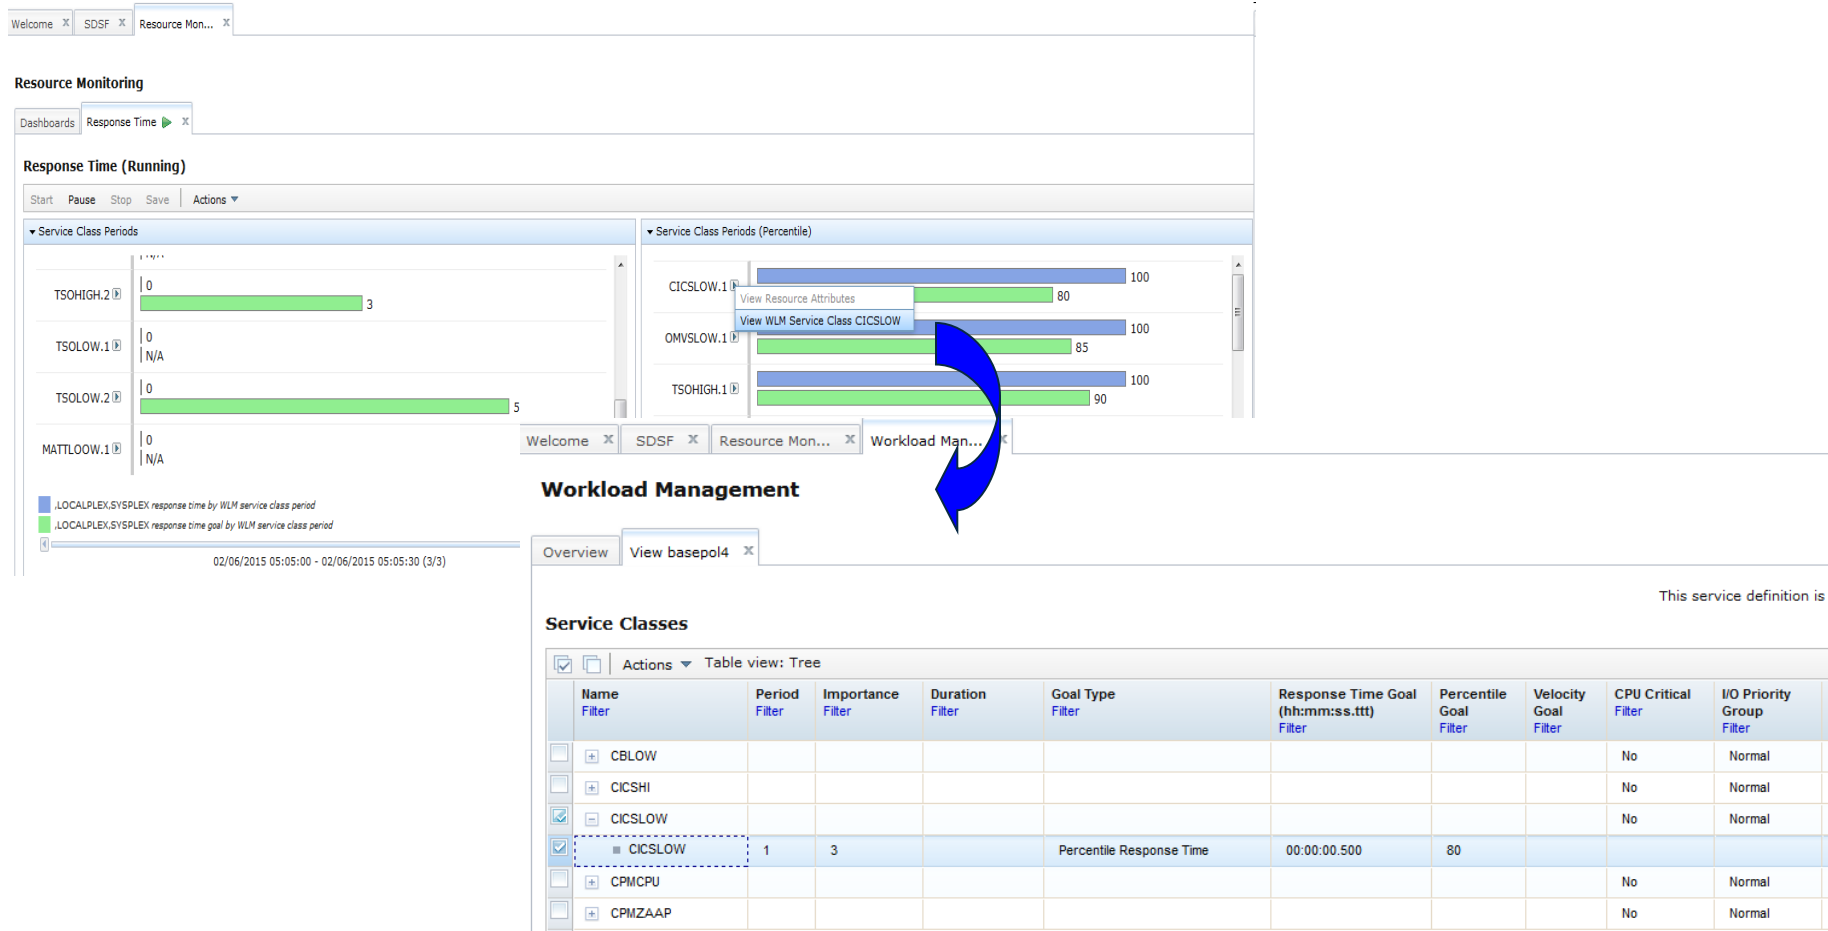 Welcome X SDSF X Resource Mon... X
Resource Monitoring
Dashboards Response Time X
Response Time (Running)
Start Pause Stop Save Actions
Service Class Periods
N/A
TSOHIGH.2 0
3
TSOLOW.1 0
N/A
TSOLOW.2 0
5
MATTLOOW.1 0
N/A
,LOCALPLEX,SYSPLEX response time by WLM service class period
,LOCALPLEX,SYSPLEX response time goal by WLM service class period
02/06/2015 05:05:00 - 02/06/2015 05:05:30 (3/3)
Service Class Periods (Percentile)
CICSLOW.1 100
80
View Resource Attributes
View WLM Service Class CICSLOW
OMVSLOW.1 100
85
TSOHIGH.1 100
90
Welcome X SDSF X Resource Mon... X Workload Man... X
Workload Management
Overview View basepol4 X
This service definition is
Service Classes
Actions Table view: Tree
Name Period Importance Duration Goal Type Response Time Goal Percentile Velocity CPU Critical I/O Priority
Filter Filter Filter Filter Filter (hh:mm:ss.ttt) Goal Goal Filter Group
Filter Filter Filter Filter
CBLOW No Normal
CICSHI No Normal
CICSLOW No Normal
CICSLOW 1 3 Percentile Response Time 00:00:00.500 80
CPMCPU No Normal
CPMZAAP No Normal